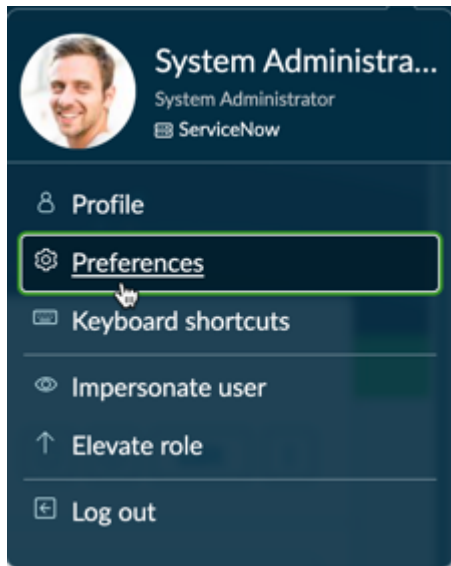 System Administra...
System Administrator
ServiceNow
Profile
Preferences
Keyboard shortcuts
Impersonate user
Elevate role
Log out